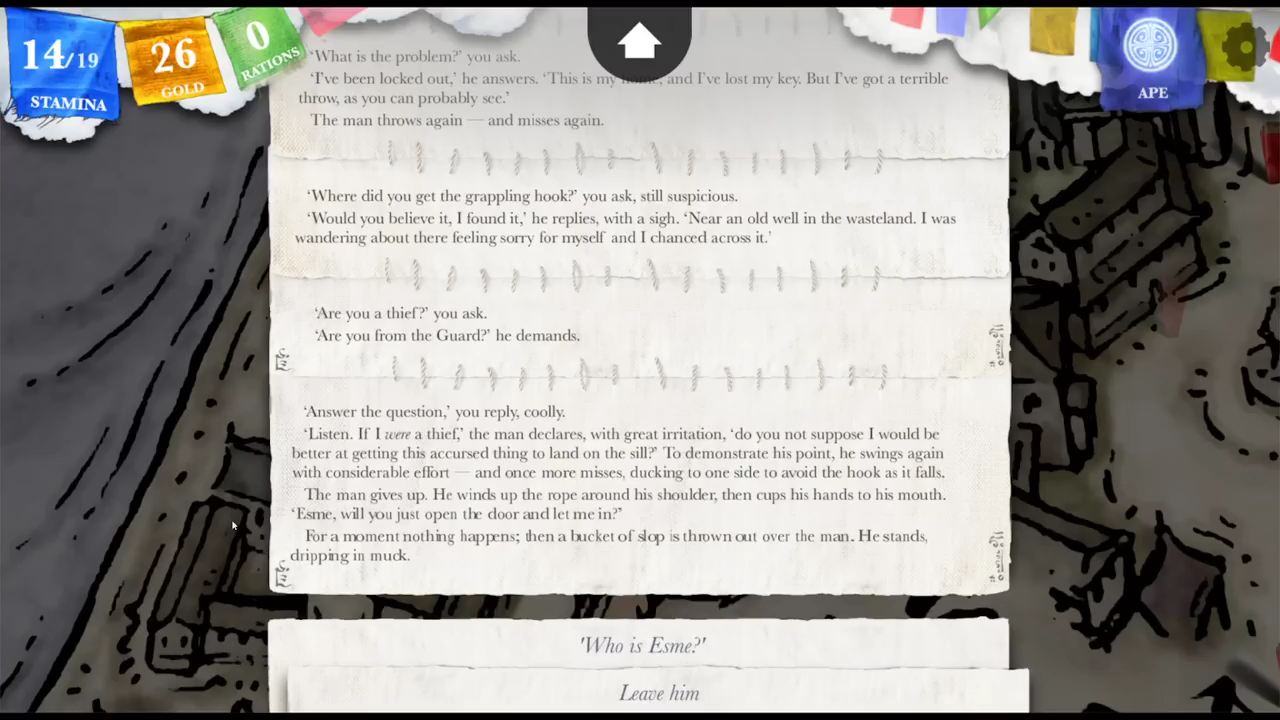 14/19
STAMINA
26
GOLD
0
RATIONS
APE
‘What is the problem?’ you ask.
‘I’ve been locked out,’ he answers. ‘This is my home, and I’ve lost my key. But I’ve got a terrible
throw, as you can probably see.’
The man throws again — and misses again.
‘Where did you get the grappling hook?’ you ask, still suspicious.
‘Would you believe it, I found it,’ he replies, with a sigh. ‘Near an old well in the wasteland. I was
wandering about there feeling sorry for myself and I chanced across it.’
‘Are you a thief?’ you ask.
‘Are you from the Guard?’ he demands.
‘Answer the question,’ you reply, coolly.
‘Listen. If I were a thief,’ the man declares, with great irritation, ‘do you not suppose I would be
better at getting this accursed thing to land on the sill?’ To demonstrate his point, he swings again
with considerable effort — and once more misses, ducking to one side to avoid the hook as it falls.
The man gives up. He winds up the rope around his shoulder, then cups his hands to his mouth.
‘Esme, will you just open the door and let me in?’
For a moment nothing happens; then a bucket of slop is thrown out over the man. He stands,
dripping in muck.
'Who is Esme?'
Leave him